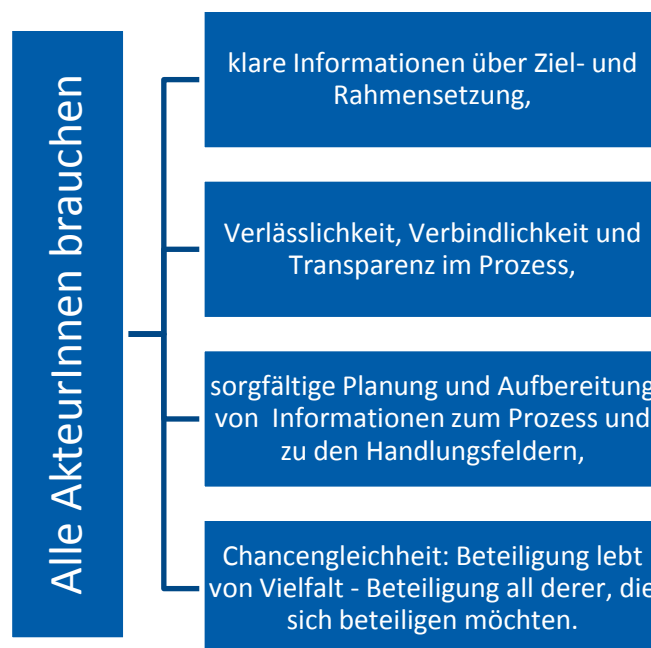 Alle AkteurInnen brauchen
klare Informationen über Ziel- und
Rahmensetzung,
Verlässlichkeit, Verbindlichkeit und
Transparenz im Prozess,
sorgfältige Planung und Aufbereitung
von  Informationen zum Prozess und
zu den Handlungsfeldern,
Chancengleichheit: Beteiligung lebt
von Vielfalt - Beteiligung all derer, die
sich beteiligen möchten.